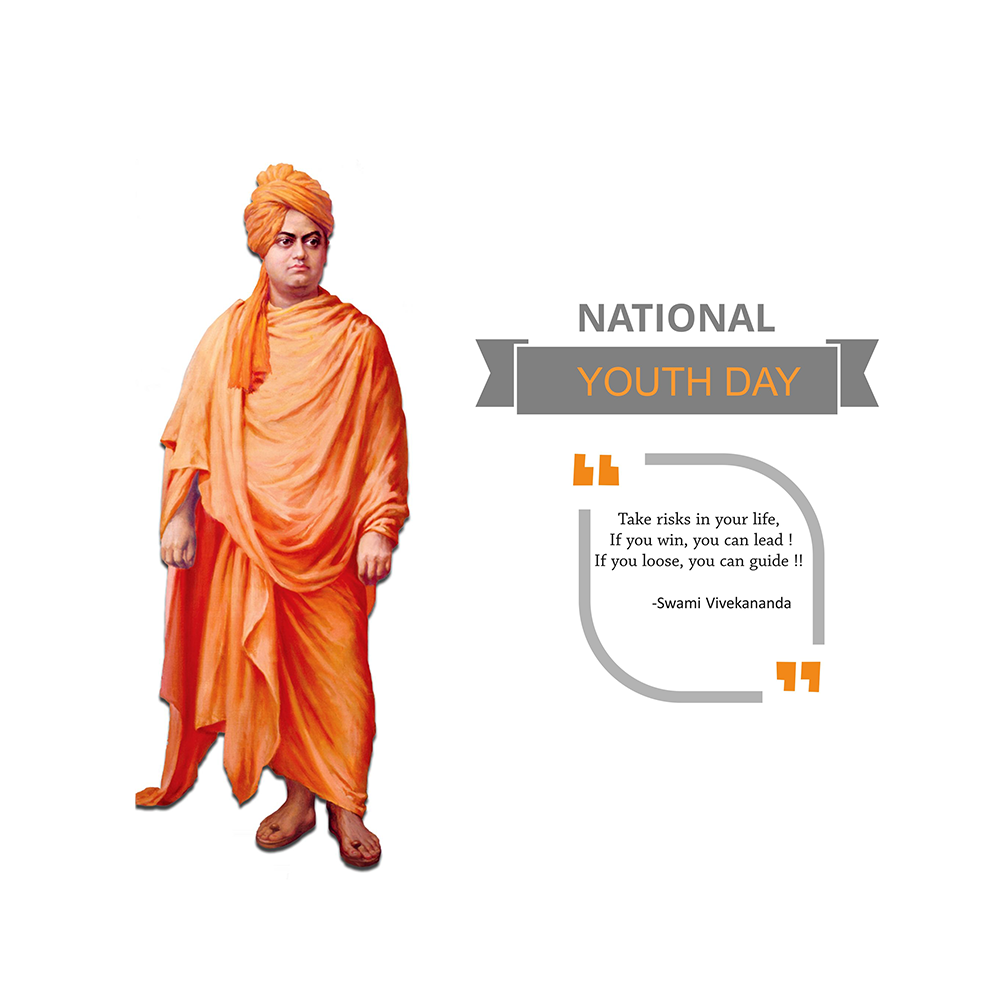 NATIONAL
YOUTH DAY
Take risks in your life,
If you win, you can lead !
If you loose, you can guide !!
-Swami Vivekananda